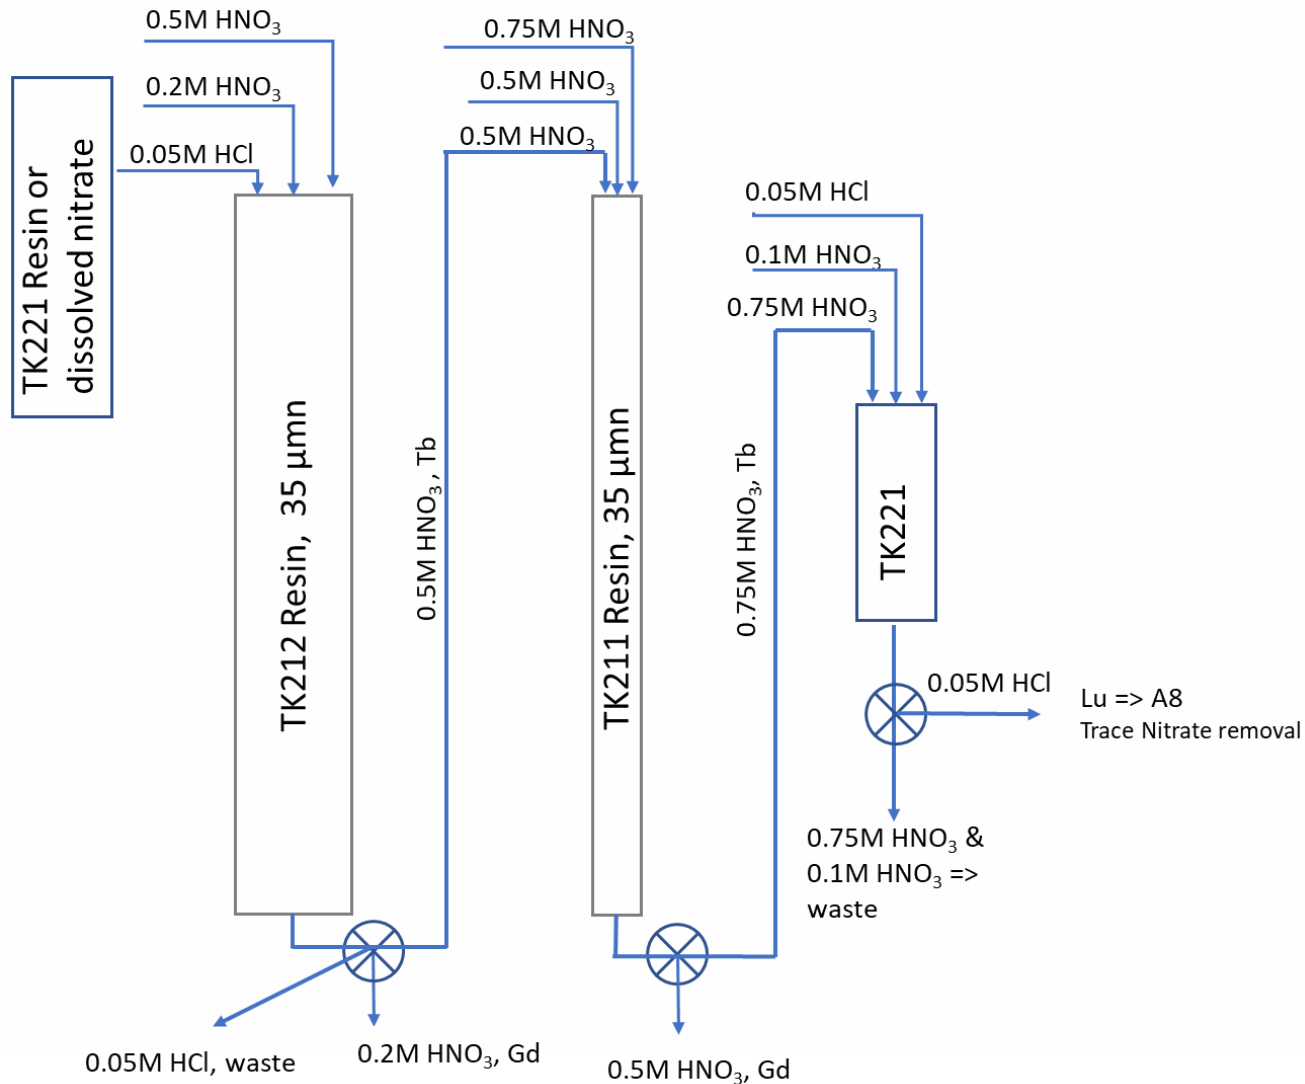 0.5M HNO₃
0.2M HNO₃
0.05M HCl
TK221 Resin or
dissolved nitrate
TK212 Resin, 35 µmn
0.05M HCl, waste
0.2M HNO₃, Gd
0.5M HNO₃, Tb
0.75M HNO₃
0.5M HNO₃
0.5M HNO₃
TK211 Resin, 35 µmn
0.5M HNO₃, Gd
0.75M HNO₃, Tb
0.05M HCl
0.1M HNO₃
0.75M HNO₃
TK221
0.05M HCl
Lu => A8
Trace Nitrate removal
0.75M HNO₃ &
0.1M HNO₃ =>
waste